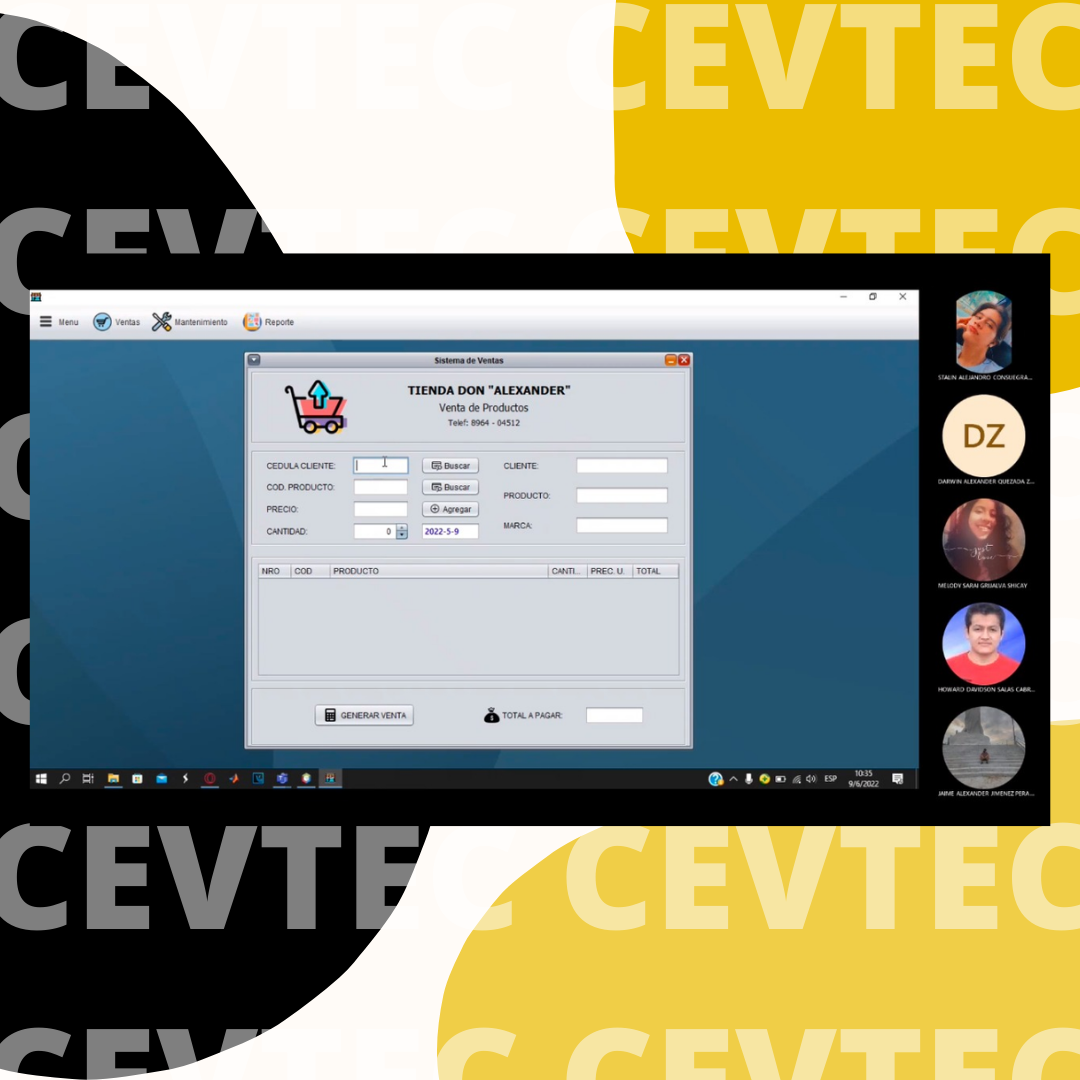 CEVTEC CEVTEC
CEVTEC CEVTEC
Menu Ventas Mantenimiento Reporte
Sistema de Ventas
TIENDA DON "ALEXANDER"
Venta de Productos
Telef: 8964 - 04512
CEDULA CLIENTE: Buscar CLIENTE:
COD. PRODUCTO: Buscar
PRODUCTO:
PRECIO: Agregar
CANTIDAD: 0 2022-5-9 MARCA:
NRO COD PRODUCTO CANTI... PREC. U. TOTAL
GENERAR VENTA TOTAL A PAGAR:
ESP
10:35
9/6/2022
STALIN ALEJANDRO CONSUEGRA...
DZ
DARWIN ALEXANDER QUEZADA Z...
just love
MELODY SARAI GRIJALVA SHICAY
HOWARD DAVIDSON SALAS CABR...
JAIME ALEXANDER JIMENEZ PERA...
CEVTEC CEVTEC
CEVTEC CEVTEC